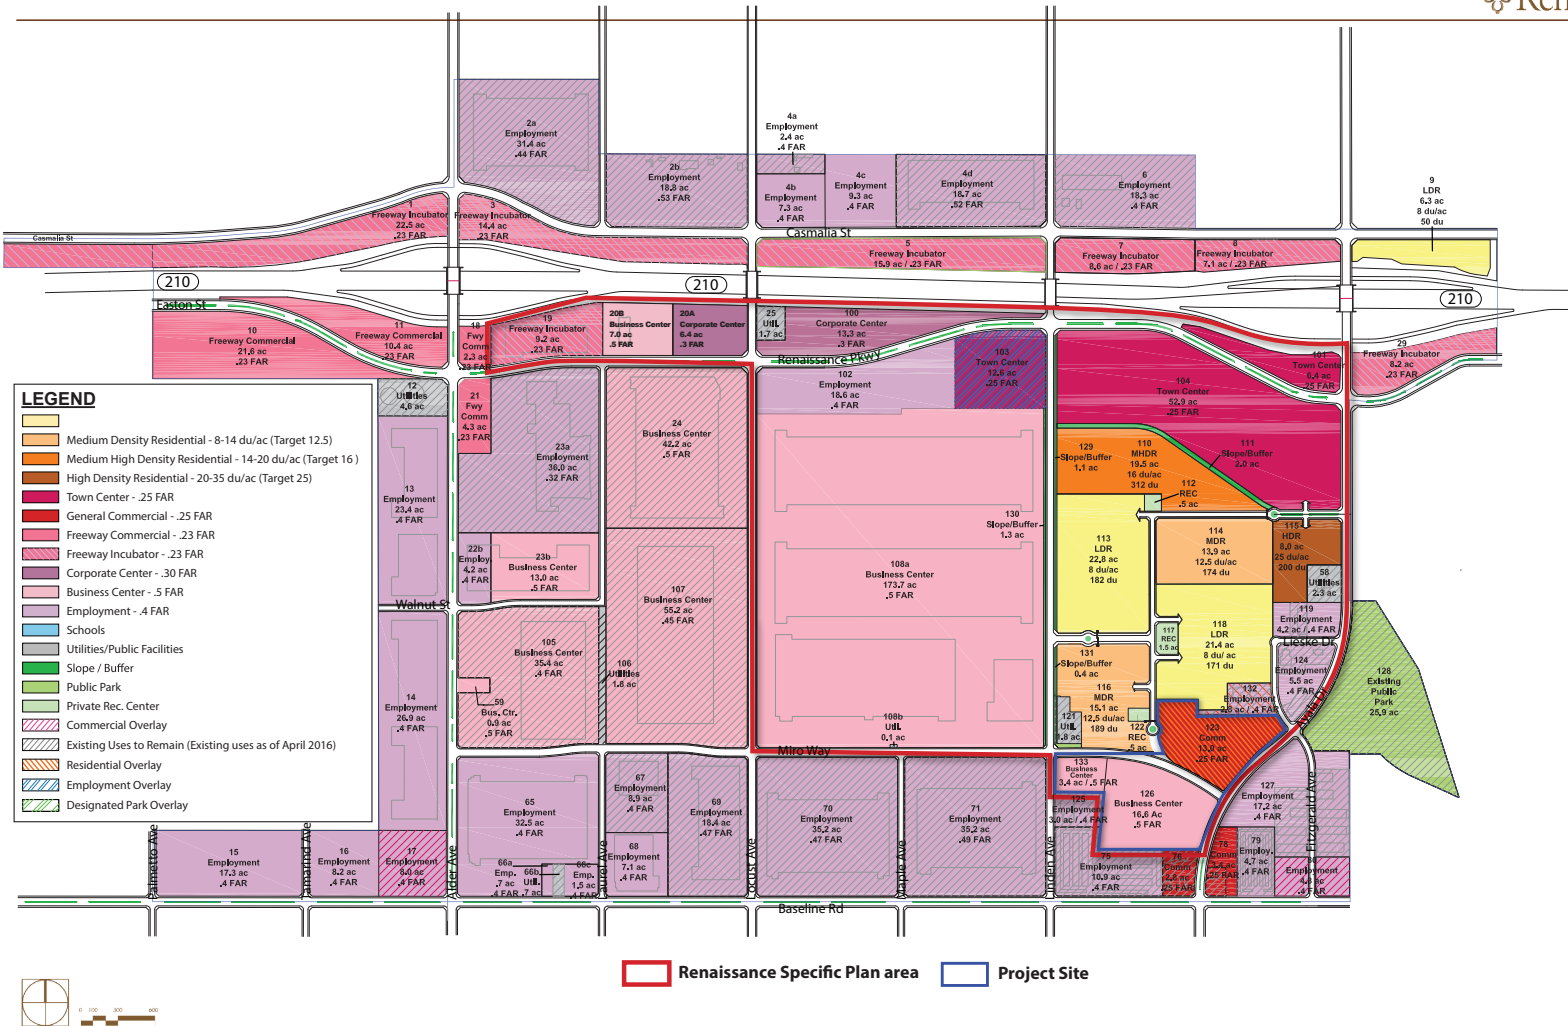 2a
Employment
31.4 ac
.44 FAR
2b
Employment
18.8 ac
.53 FAR
4a
Employment
2.4 ac
.4 FAR
4b
Employment
7.3 ac
.4 FAR
4c
Employment
9.3 ac
.4 FAR
4d
Employment
18.7 ac
.52 FAR
6
Employment
18.3 ac
.4 FAR
9
LDR
6.3 ac
8 du/ac
50 du
1
Freeway Incubator
22.5 ac
.23 FAR
3
Freeway Incubator
14.4 ac
.23 FAR
Casmalia St
Casmalia St
5
Freeway Incubator
15.9 ac / .23 FAR
7
Freeway Incubator
8.6 ac / .23 FAR
8
Freeway Incubator
7.1 ac / .23 FAR
210
210
210
Easton St
10
Freeway Commercial
21.6 ac
.23 FAR
11
Freeway Commercial
10.4 ac
.23 FAR
18
Fwy
Comm
2.3 ac
.23 FAR
19
Freeway Incubator
9.2 ac
.23 FAR
20B
Business Center
7.0 ac
.5 FAR
20A
Corporate Center
6.4 ac
.3 FAR
25
Util.
1.7 ac
100
Corporate Center
13.3 ac
.3 FAR
Renaissance Pkwy
102
Employment
18.6 ac
.4 FAR
103
Town Center
12.6 ac
.25 FAR
101
Town Center
6.4 ac
.25 FAR
104
Town Center
52.9 ac
.25 FAR
29
Freeway Incubator
8.2 ac
.23 FAR
12
Utilities
4.6 ac
21
Fwy
Comm
4.3 ac
.23 FAR
23a
Employment
36.0 ac
.32 FAR
24
Business Center
42.2 ac
.5 FAR
13
Employment
23.4 ac
.4 FAR
22b
Employ.
4.2 ac
.4 FAR
23b
Business Center
13.0 ac
.5 FAR
107
Business Center
55.2 ac
.45 FAR
Walnut St
105
Business Center
35.4 ac
.4 FAR
106
Utilities
1.8 ac
59
Bus. Ctr.
0.9 ac
.5 FAR
14
Employment
26.9 ac
.4 FAR
108a
Business Center
173.7 ac
.5 FAR
108b
Util.
0.1 ac
130
Slope/Buffer
1.3 ac
129
Slope/Buffer
1.1 ac
110
MHDR
19.5 ac
16 du/ac
312 du
111
Slope/Buffer
2.0 ac
112
REC
.5 ac
113
LDR
22.8 ac
8 du/ac
182 du
114
MDR
13.9 ac
12.5 du/ac
174 du
115
HDR
8.0 ac
25 du/ac
200 du
58
Utilities
2.3 ac
119
Employment
4.2 ac / .4 FAR
Lieske Dr
117
REC
1.5 ac
118
LDR
21.4 ac
8 du/ ac
171 du
124
Employment
5.5 ac
.4 FAR
128
Existing
Public
Park
25.9 ac
131
Slope/Buffer
0.4 ac
116
MDR
15.1 ac
12.5 du/ac
189 du
121
Util.
1.8 ac
122
REC
.5 ac
132
Employment
123
Comm
13.0 ac
.25 FAR
Ayala Dr
Miro Way
133
Business
Center
3.4 ac / .5 FAR
125
Employment
3.0 ac / .4 FAR
126
Business Center
16.6 Ac
.5 FAR
127
Employment
17.2 ac
.4 FAR
Fitzgerald Ave
65
Employment
32.5 ac
.4 FAR
67
Employment
8.9 ac
.4 FAR
69
Employment
18.4 ac
.47 FAR
70
Employment
35.2 ac
.47 FAR
71
Employment
35.2 ac
.49 FAR
15
Employment
17.3 ac
.4 FAR
16
Employment
8.2 ac
.4 FAR
17
Employment
8.0 ac
.4 FAR
66a
Emp.
.7 ac
.4 FAR
66b
Util.
.7 ac
66c
Emp.
1.5 ac
.4 FAR
68
Employment
7.1 ac
.4 FAR
75
Employment
10.9 ac
.4 FAR
76
Comm
.25 FAR
78
Comm
.25 FAR
79
Employ.
4.7 ac
.4 FAR
80
Employment
.4 FAR
Palmetto Ave
Locust Ave
Maple Ave
Baseline Rd
LEGEND
Medium Density Residential - 8-14 du/ac (Target 12.5)
Medium High Density Residential - 14-20 du/ac (Target 16 )
High Density Residential - 20-35 du/ac (Target 25)
Town Center - .25 FAR
General Commercial - .25 FAR
Freeway Commercial - .23 FAR
Freeway Incubator - .23 FAR
Corporate Center - .30 FAR
Business Center - .5 FAR
Employment - .4 FAR
Schools
Utilities/Public Facilities
Slope / Buffer
Public Park
Private Rec. Center
Commercial Overlay
Existing Uses to Remain (Existing uses as of April 2016)
Residential Overlay
Employment Overlay
Designated Park Overlay
Renaissance Specific Plan area
Project Site
0 100 300 600